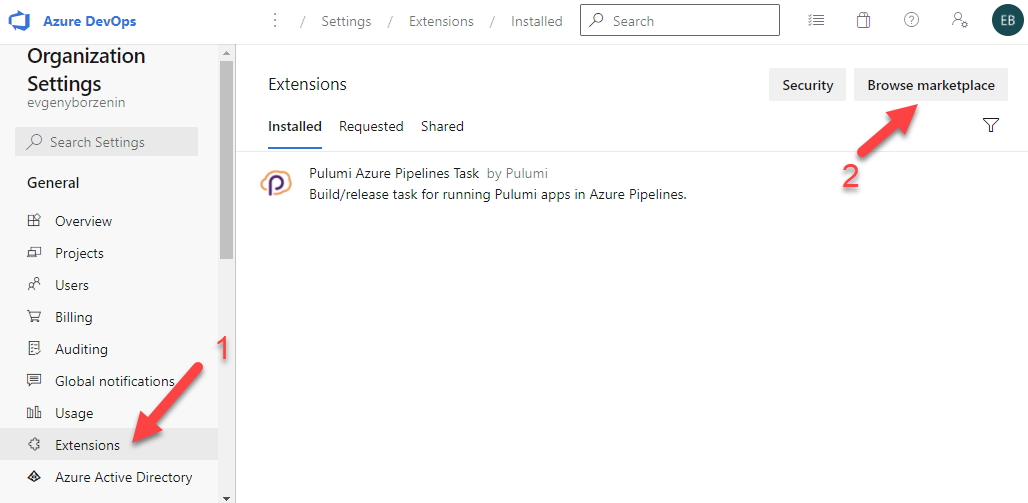 Azure DevOps
/ Settings / Extensions / Installed
Search
EB
Organization
Settings
evgenyborzenin
Search Settings
General
Overview
Projects
Users
Billing
Auditing
Global notifications
Usage
Extensions
Azure Active Directory
1
Extensions
Security
Browse marketplace
2
Installed Requested Shared
Pulumi Azure Pipelines Task by Pulumi
Build/release task for running Pulumi apps in Azure Pipelines.